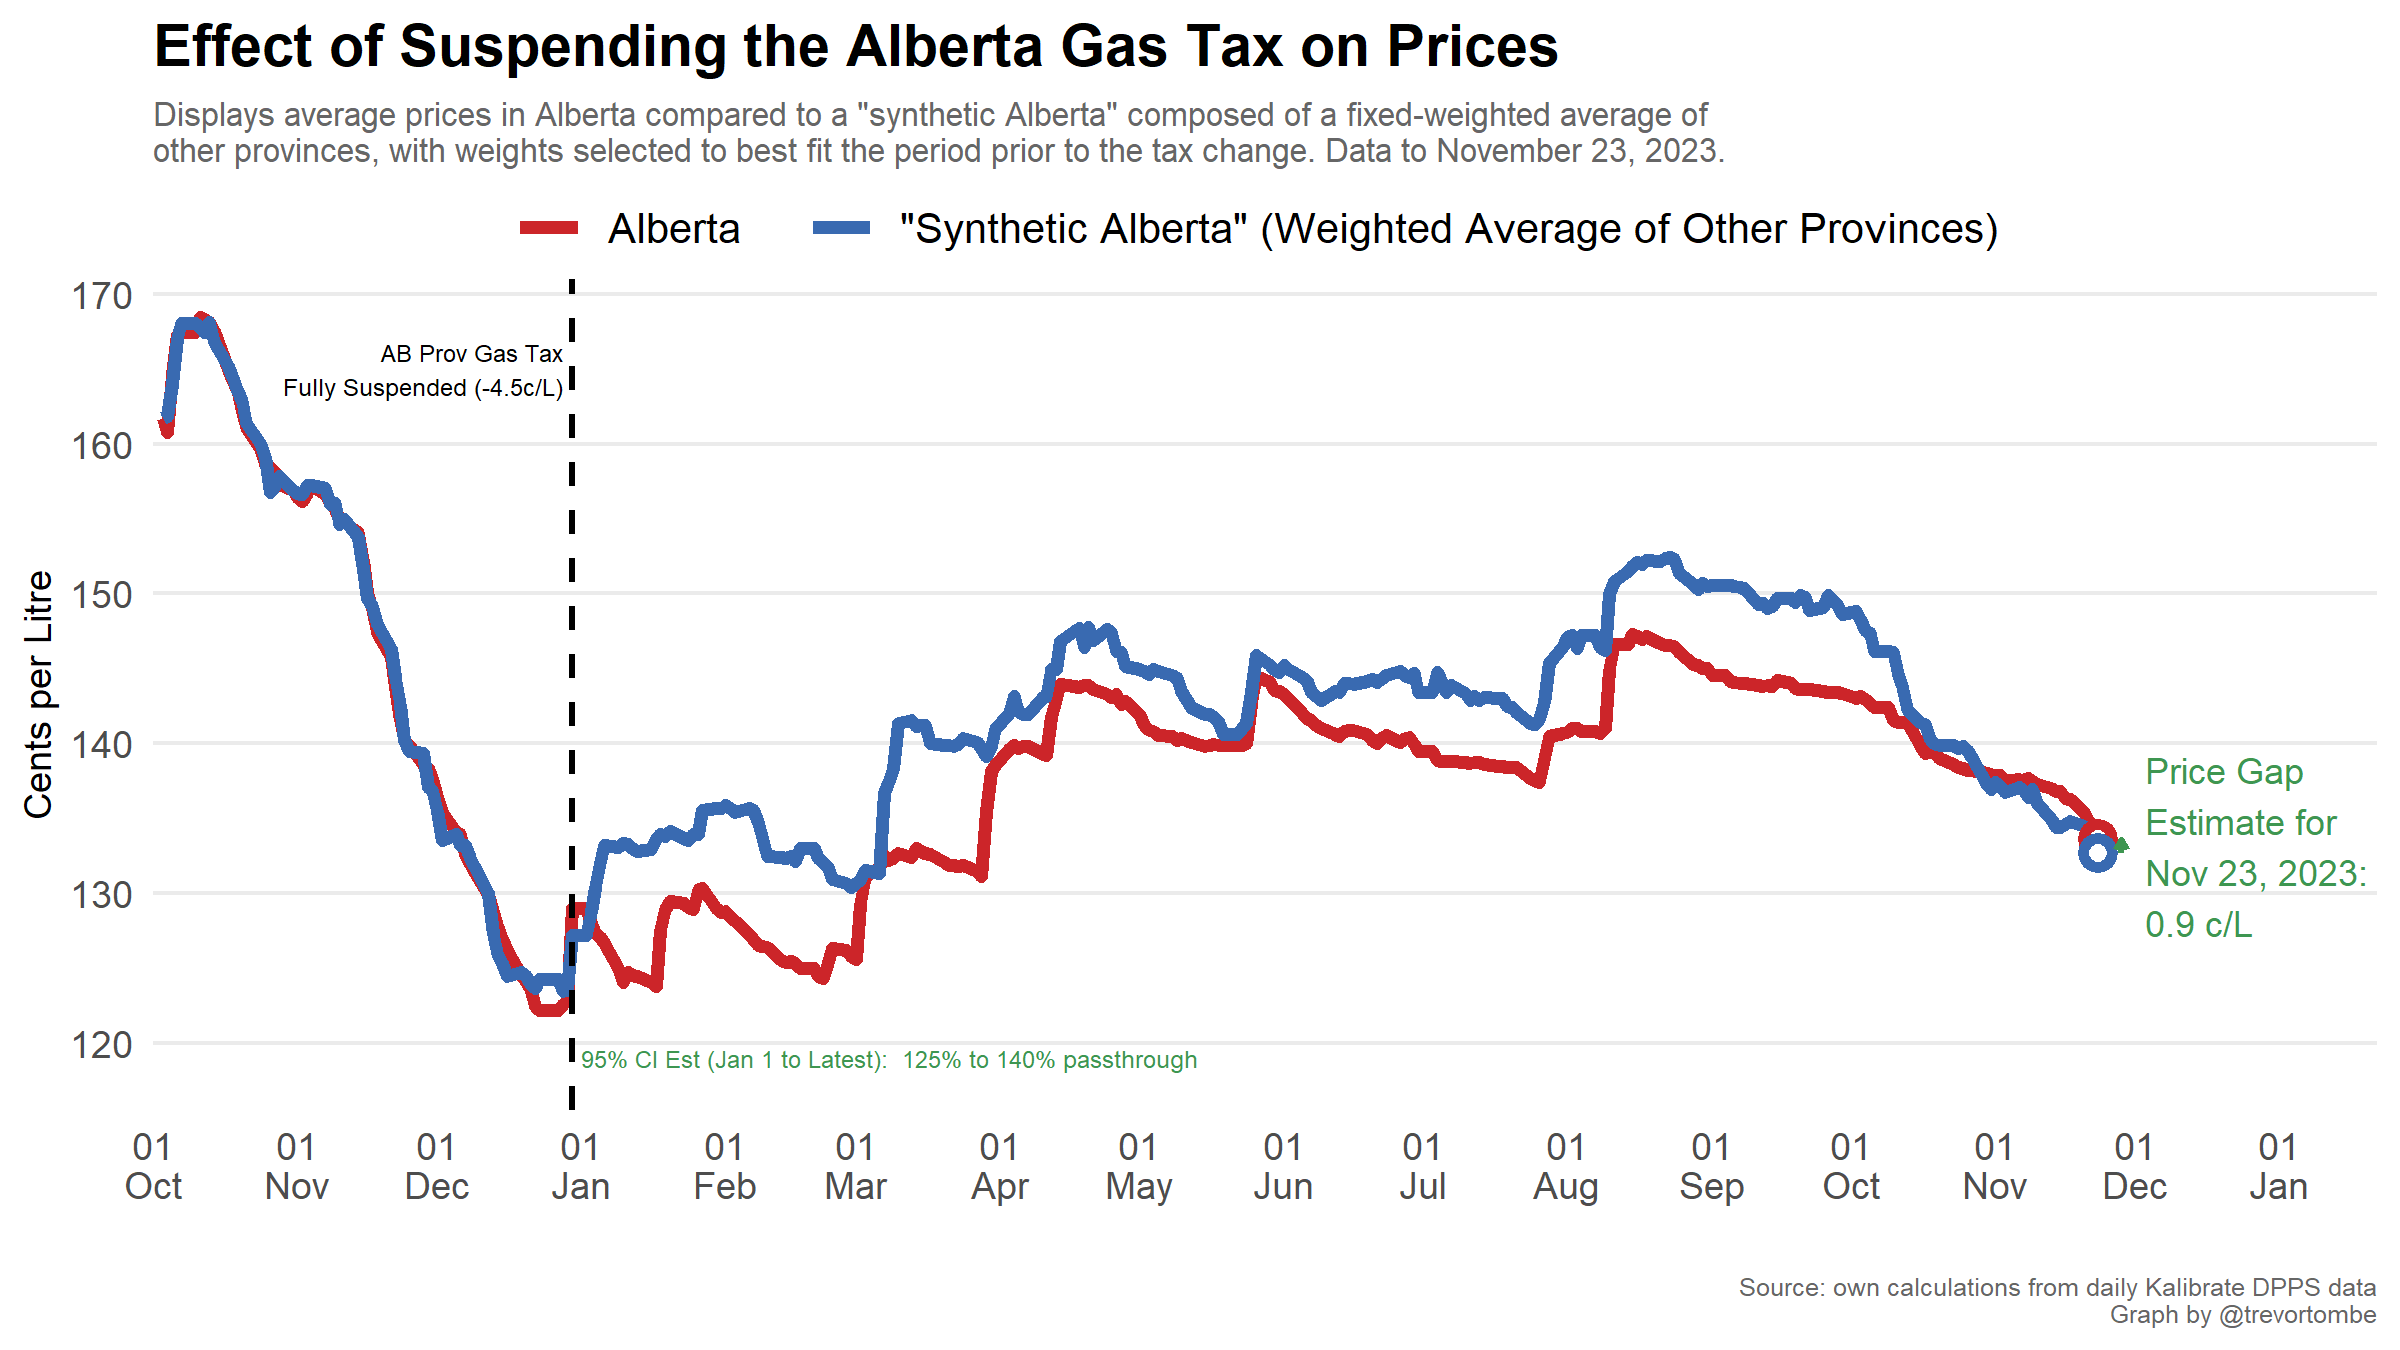 Effect of Suspending the Alberta Gas Tax on Prices
Displays average prices in Alberta compared to a "synthetic Alberta" composed of a fixed-weighted average of
other provinces, with weights selected to best fit the period prior to the tax change. Data to November 23, 2023.
Alberta
"Synthetic Alberta" (Weighted Average of Other Provinces)
Cents per Litre
170
160
150
140
130
120
AB Prov Gas Tax
Fully Suspended (-4.5c/L)
Price Gap
Estimate for
Nov 23, 2023:
0.9 c/L
95% CI Est (Jan 1 to Latest):  125% to 140% passthrough
01 01 01 01 01 01 01 01 01 01 01 01 01 01 01 01
Oct Nov Dec Jan Feb Mar Apr May Jun Jul Aug Sep Oct Nov Dec Jan
Source: own calculations from daily Kalibrate DPPS data
Graph by @trevortombe